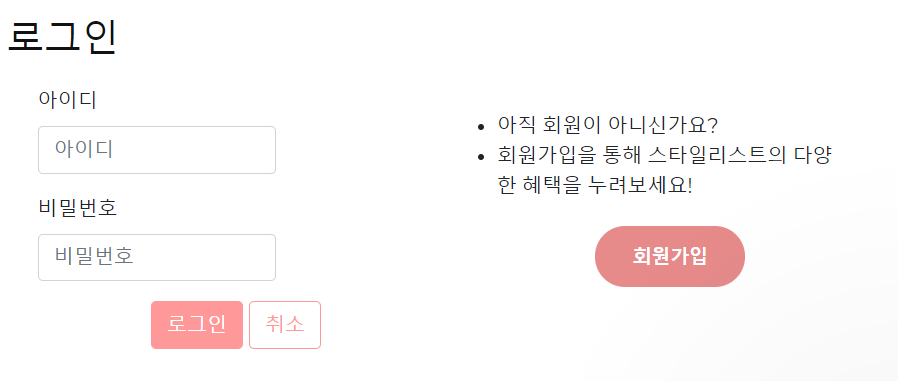 로그인
아이디
아이디
비밀번호
비밀번호
로그인 취소
아직 회원이 아니신가요?
회원가입을 통해 스타일리스트의 다양
한 혜택을 누려보세요!
회원가입